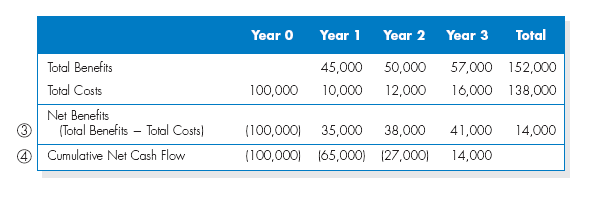 Year 0 Year 1 Year 2 Year 3 Total
Total Benefits 45,000 50,000 57,000 152,000
Total Costs 100,000 10,000 12,000 16,000 138,000
Net Benefits
③ (Total Benefits – Total Costs) (100,000) 35,000 38,000 41,000 14,000
④ Cumulative Net Cash Flow (100,000) (65,000) (27,000) 14,000